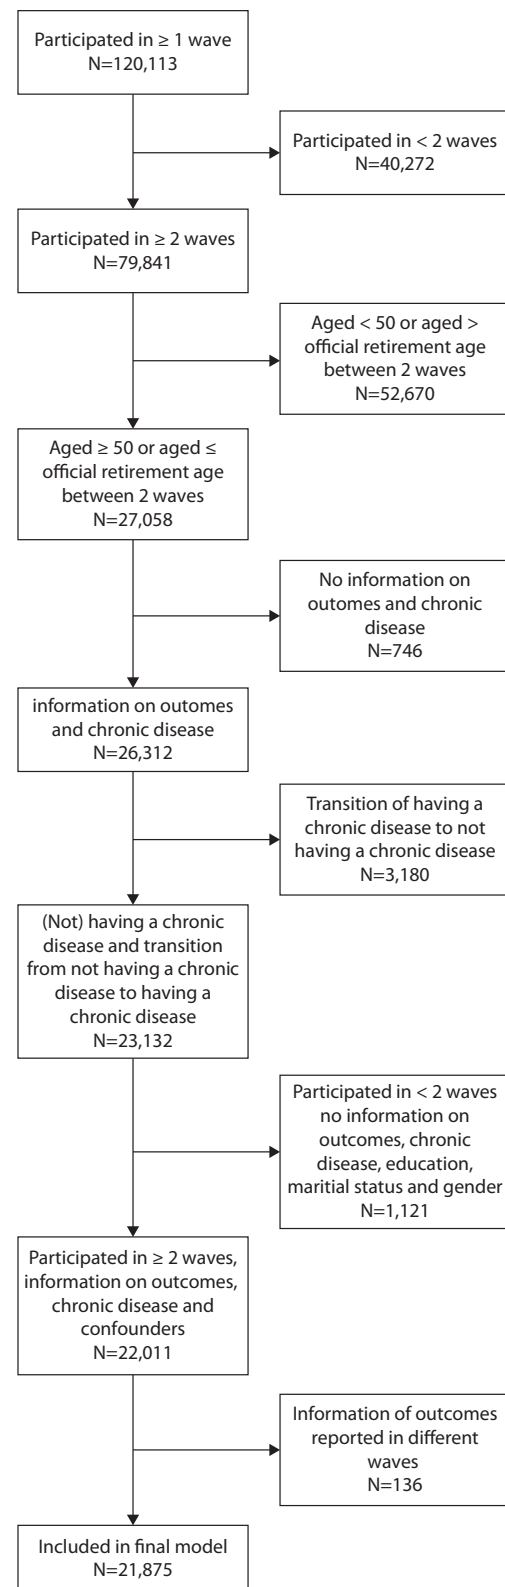 Participated in ≥ 1 wave
N=120,113
Participated in < 2 waves
N=40,272
Participated in ≥ 2 waves
N=79,841
Aged < 50 or aged >
official retirement age
between 2 waves
N=52,670
Aged ≥ 50 or aged ≤
official retirement age
between 2 waves
N=27,058
No information on
outcomes and chronic
disease
N=746
information on outomes
and chronic disease
N=26,312
Transition of having a
chronic disease to not
having a chronic disease
N=3,180
(Not) having a chronic
disease and transition
from not having a chronic
disease to having a
chronic disease
N=23,132
Participated in < 2 waves
no information on
outcomes, chronic
disease, education,
maritial status and gender
N=1,121
Participated in ≥ 2 waves,
information on outcomes,
chronic disease and
confounders
N=22,011
Information of outcomes
reported in different
waves
N=136
Included in final model
N=21,875